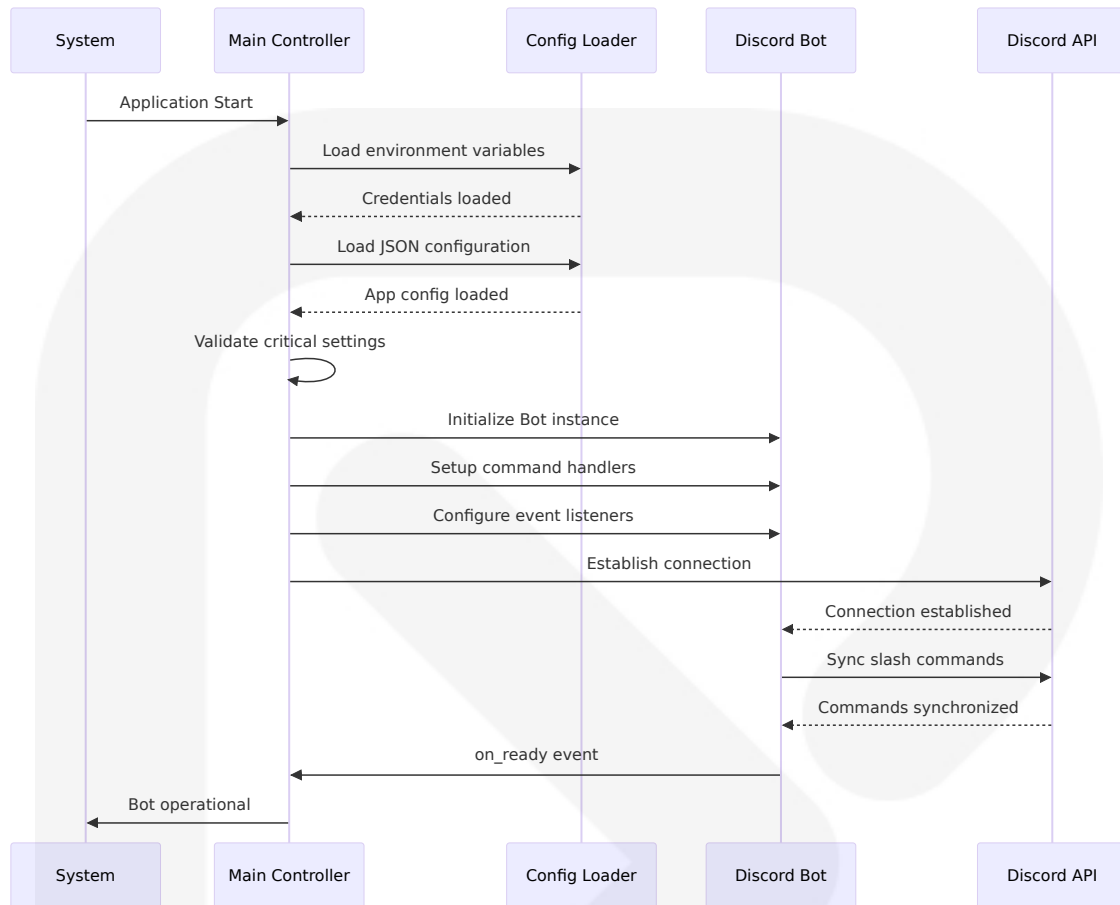 System
Main Controller
Config Loader
Discord Bot
Discord API
Application Start
Load environment variables
Credentials loaded
Load JSON configuration
App config loaded
Validate critical settings
Initialize Bot instance
Setup command handlers
Configure event listeners
Establish connection
Connection established
Sync slash commands
Commands synchronized
on_ready event
Bot operational
System
Main Controller
Config Loader
Discord Bot
Discord API